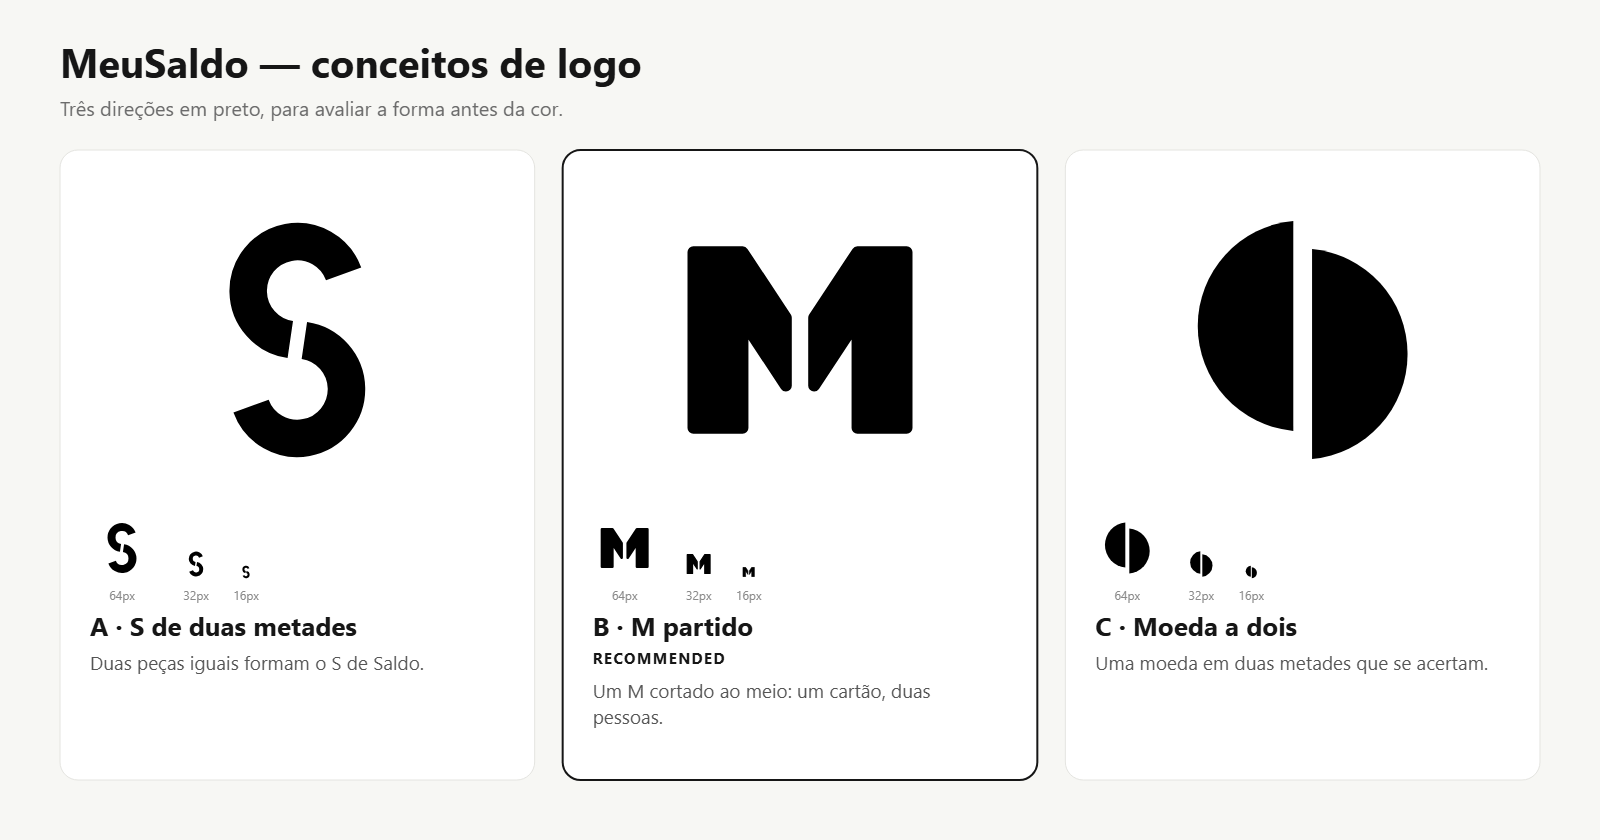 MeuSaldo — conceitos de logo
Três direções em preto, para avaliar a forma antes da cor.
S
S S S
64px 32px 16px
A · S de duas metades
Duas peças iguais formam o S de Saldo.
M
M M M
64px 32px 16px
B · M partido
RECOMMENDED
Um M cortado ao meio: um cartão, duas
pessoas.
64px 32px 16px
C · Moeda a dois
Uma moeda em duas metades que se acertam.